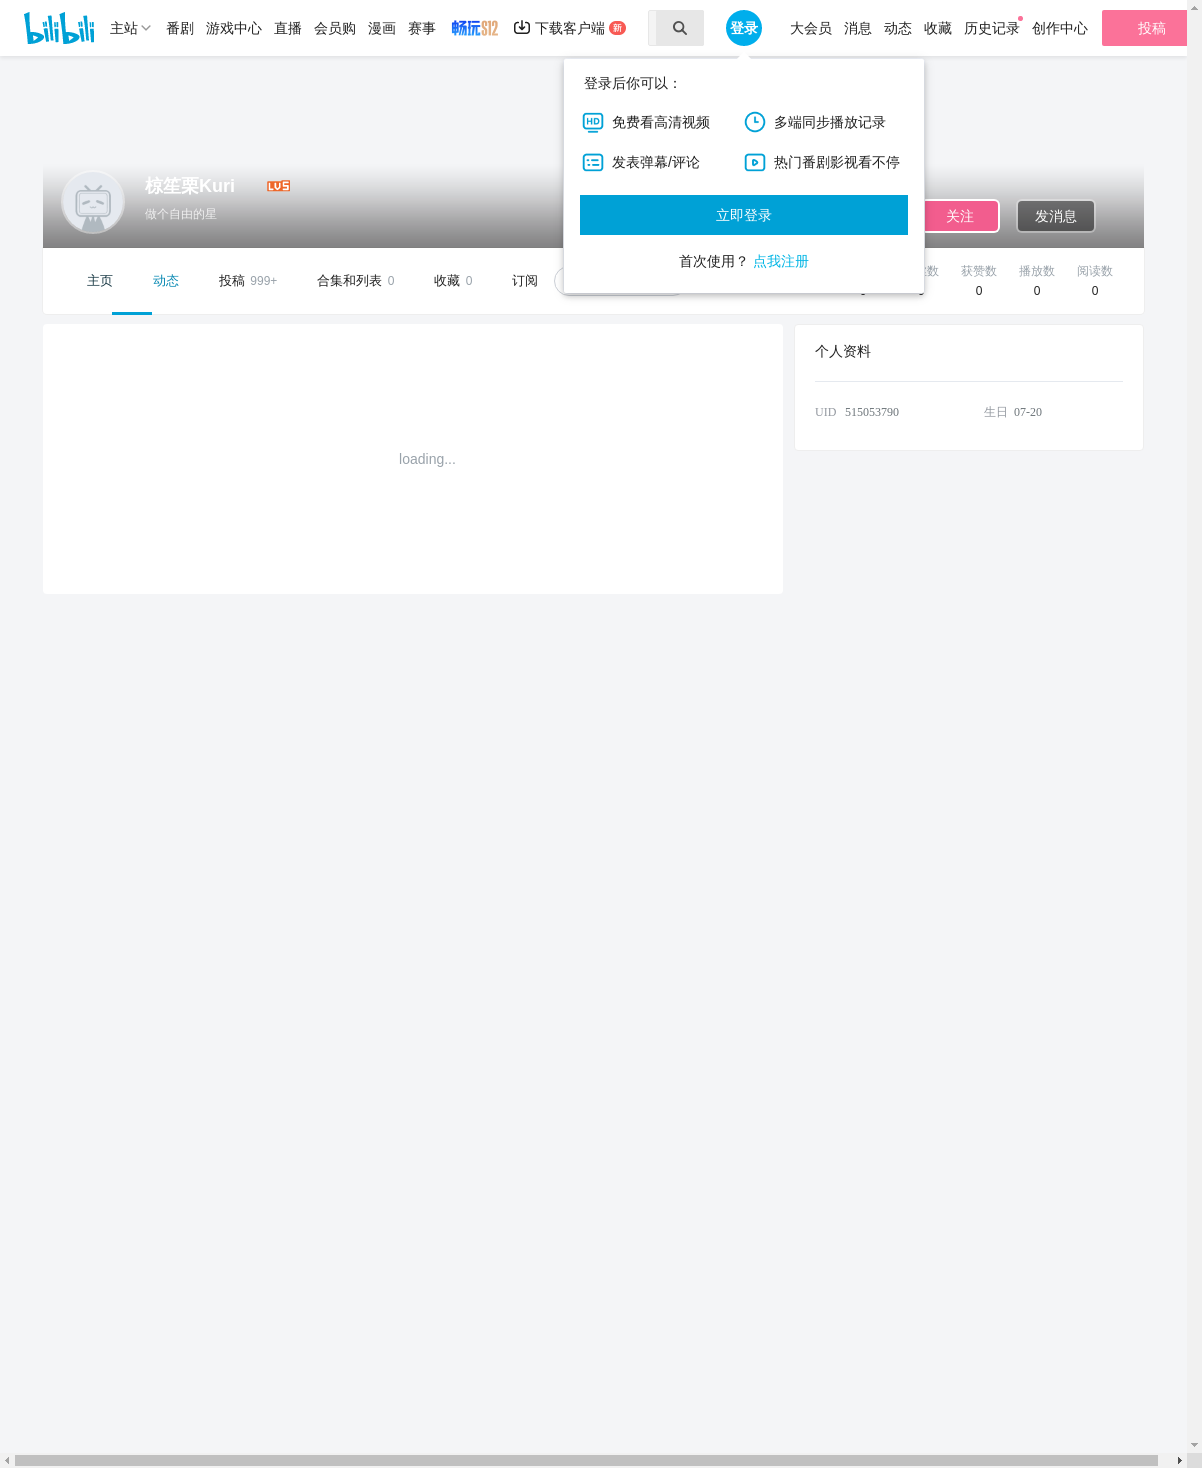 bilibili 主站 番剧 游戏中心 直播 会员购 漫画 赛事 畅玩S12 下载客户端 新 登录 大会员 消息 动态 收藏 历史记录 创作中心 投稿
登录后你可以：
HD 免费看高清视频 多端同步播放记录
发表弹幕/评论 热门番剧影视看不停
立即登录
首次使用？ 点我注册
椋笙栗Kuri LV5
做个自由的星
关注 发消息
主页 动态 投稿 999+ 合集和列表 0 收藏 0 订阅
获赞数 播放数 阅读数
0 0 0
loading...
个人资料
UID 515053790 生日 07-20